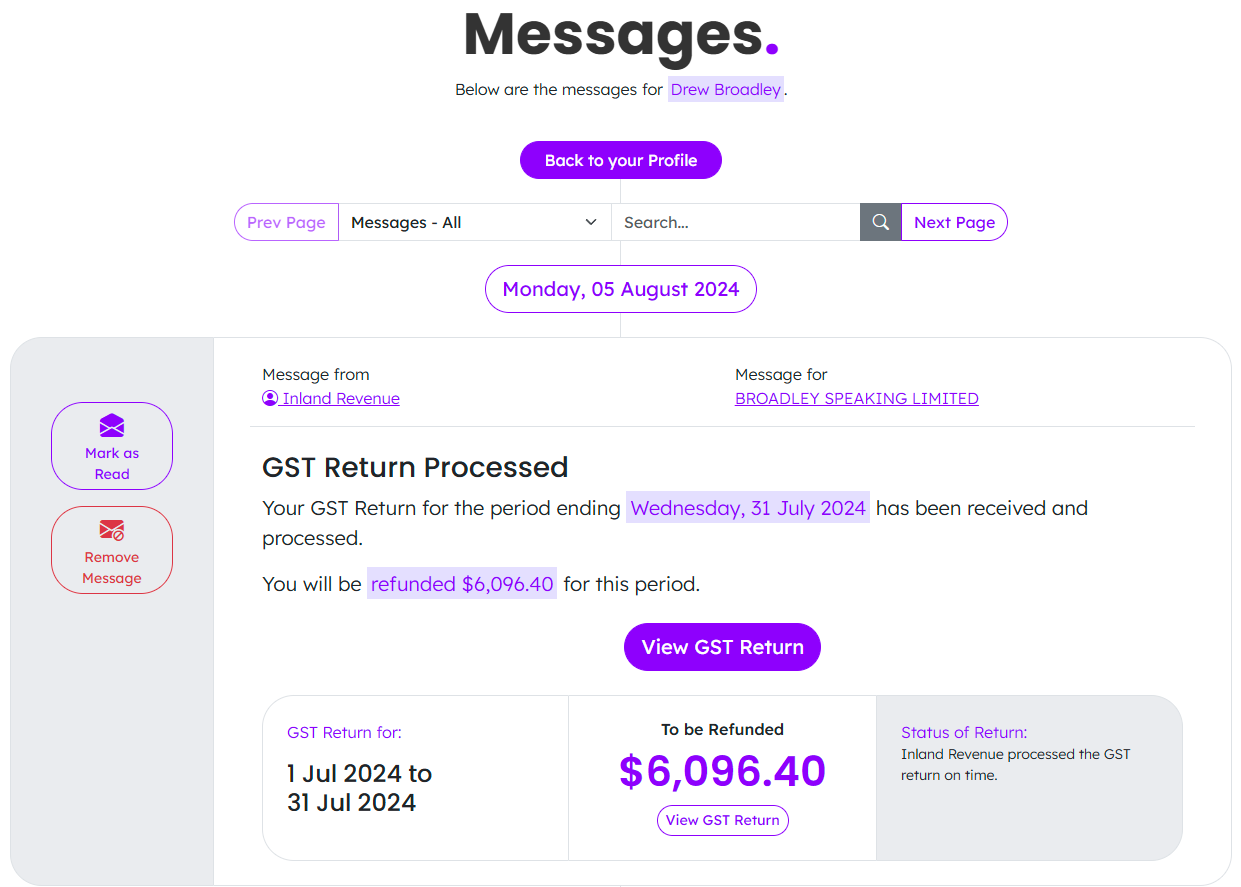 Messages.
Below are the messages for Drew Broadley.
Back to your Profile
Prev Page Messages - All Search... Next Page
Monday, 05 August 2024
Message from
Inland Revenue
Message for
BROADLEY SPEAKING LIMITED
Mark as
Read
Remove
Message
GST Return Processed
Your GST Return for the period ending Wednesday, 31 July 2024 has been received and
processed.
You will be refunded $6,096.40 for this period.
View GST Return
GST Return for:
1 Jul 2024 to
31 Jul 2024
To be Refunded
$6,096.40
View GST Return
Status of Return:
Inland Revenue processed the GST
return on time.